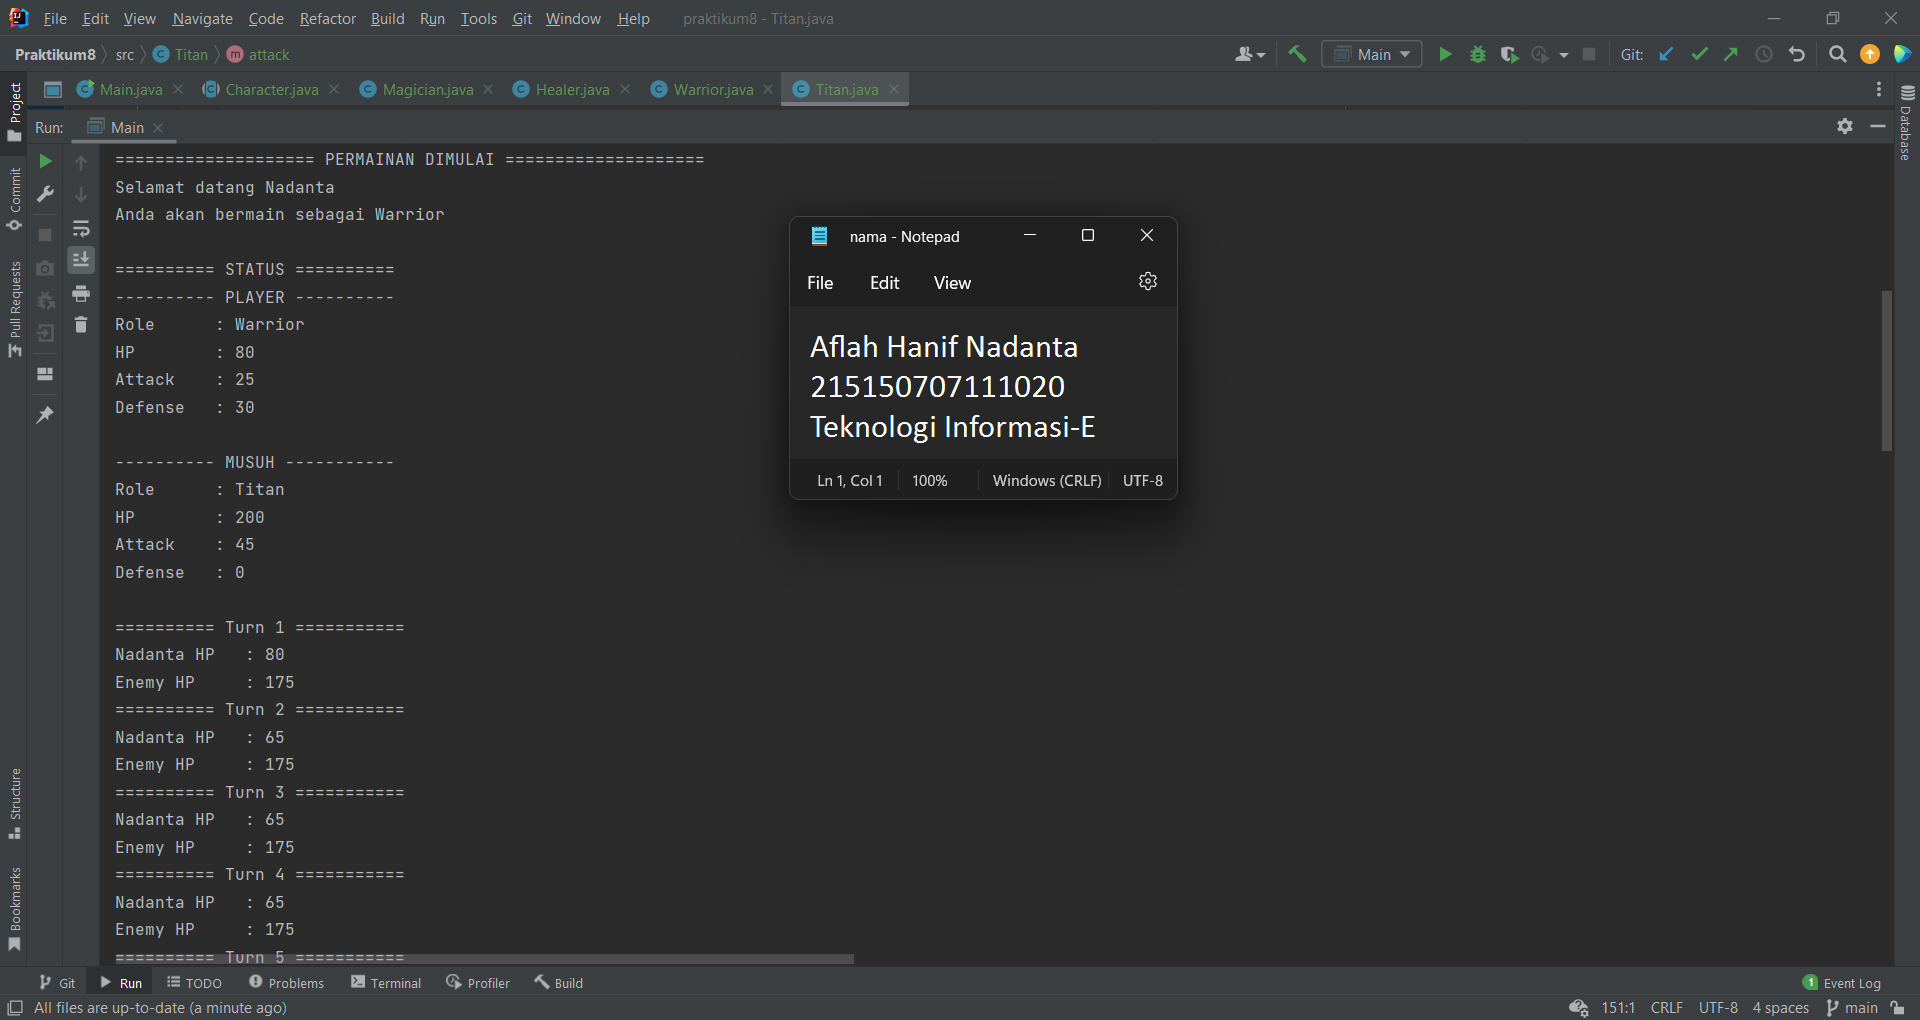 File Edit View Navigate Code Refactor Build Run Tools Git Window Help praktikum8 - Titan.java
Praktikum8 src Titan attack Main Git:
Main.java Character.java Magician.java Healer.java Warrior.java Titan.java
Run: Main
Project
Commit
Pull Requests
Structure
Bookmarks
Database
==================== PERMAINAN DIMULAI ====================
Selamat datang Nadanta
Anda akan bermain sebagai Warrior
========== STATUS ==========
---------- PLAYER ----------
Role      : Warrior
HP        : 80
Attack    : 25
Defense   : 30
---------- MUSUH -----------
Role      : Titan
HP        : 200
Attack    : 45
Defense   : 0
========== Turn 1 ===========
Nadanta HP   : 80
Enemy HP     : 175
========== Turn 2 ===========
Nadanta HP   : 65
Enemy HP     : 175
========== Turn 3 ===========
Nadanta HP   : 65
Enemy HP     : 175
========== Turn 4 ===========
Nadanta HP   : 65
Enemy HP     : 175
========== Turn 5 ===========
nama - Notepad
File Edit View
Aflah Hanif Nadanta
215150707111020
Teknologi Informasi-E
Ln 1, Col 1 100% Windows (CRLF) UTF-8
Git Run TODO Problems Terminal Profiler Build 1 Event Log
All files are up-to-date (a minute ago) 151:1 CRLF UTF-8 4 spaces main